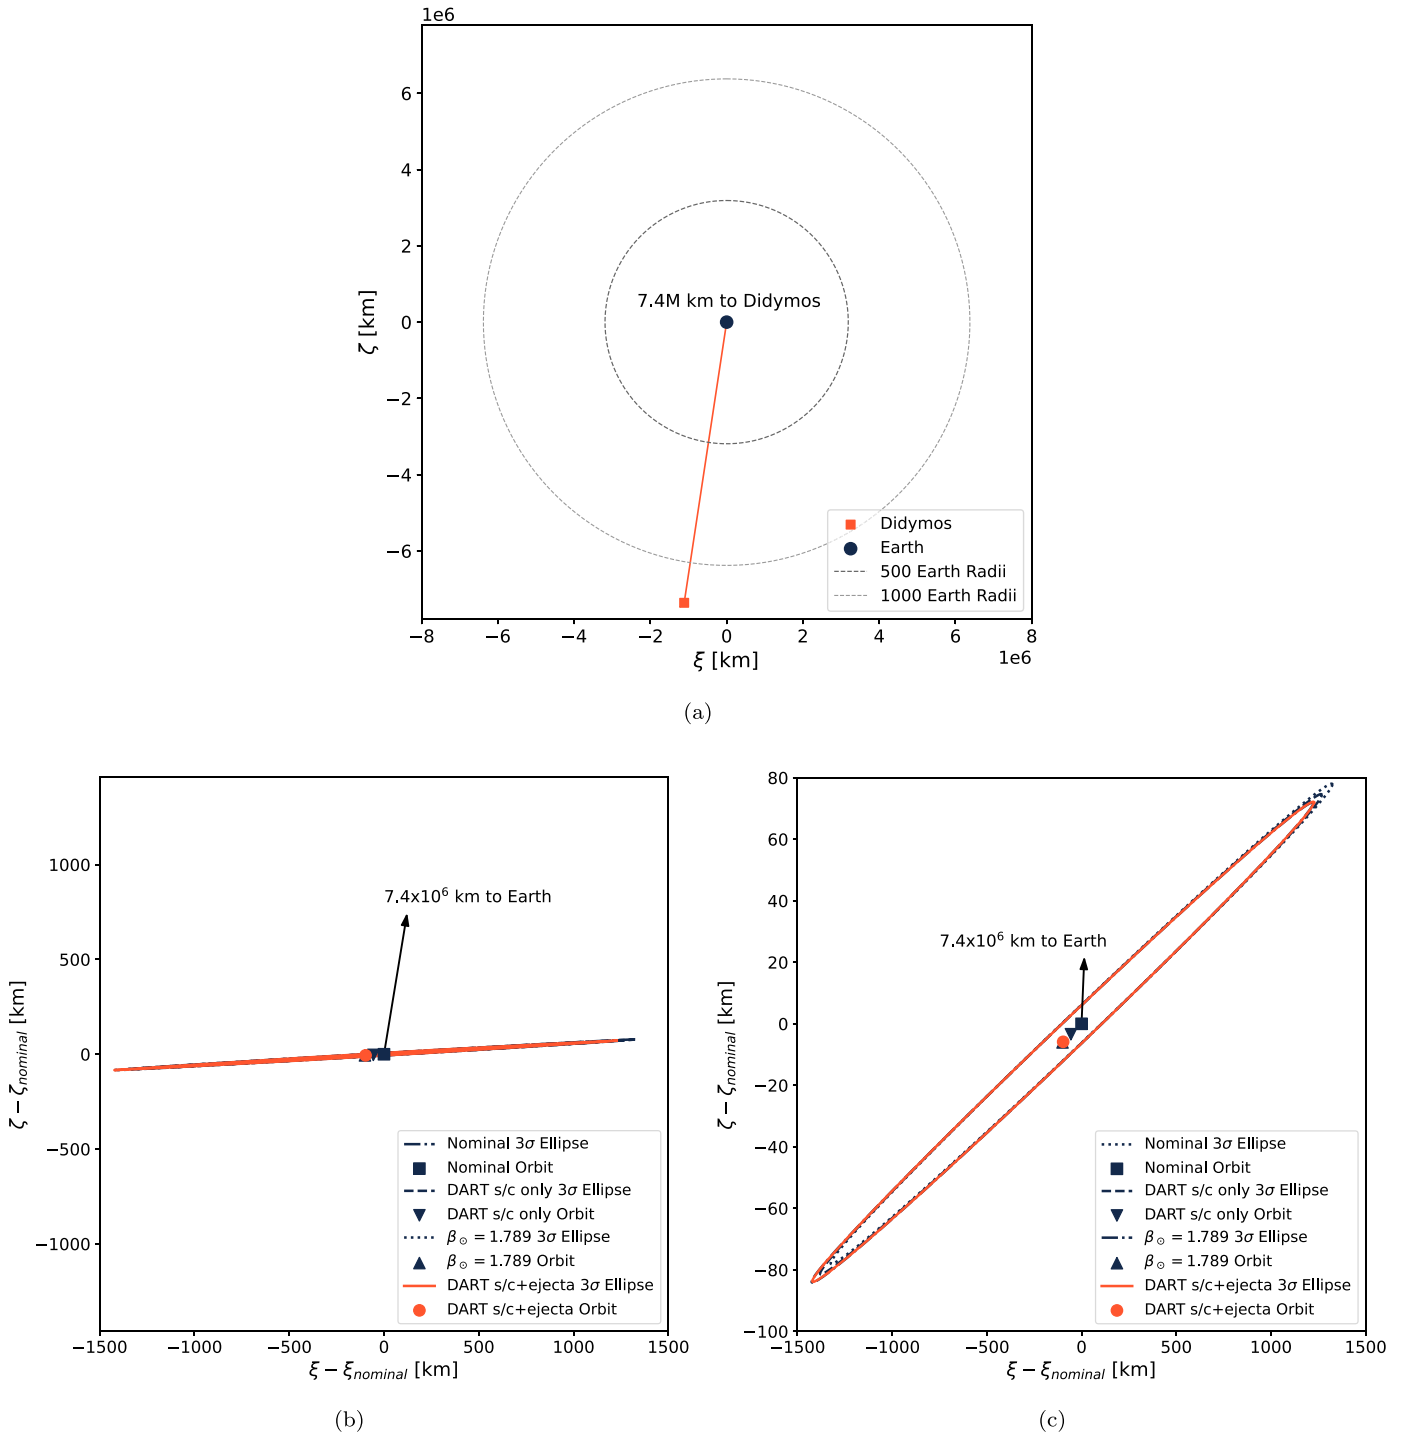 1e6
6
4
2
0
−2
−4
−6
ζ [km]
7.4M km to Didymos
Didymos
Earth
500 Earth Radii
1000 Earth Radii
−8 −6 −4 −2 0 2 4 6 8
ξ [km]
1e6
(a)
1000
500
0
−500
−1000
ζ − ζnominal [km]
7.4x10⁶ km to Earth
Nominal 3σ Ellipse
Nominal Orbit
DART s/c only 3σ Ellipse
DART s/c only Orbit
β⊙ = 1.789 3σ Ellipse
β⊙ = 1.789 Orbit
DART s/c+ejecta 3σ Ellipse
DART s/c+ejecta Orbit
−1500 −1000 −500 0 500 1000 1500
ξ − ξnominal [km]
(b)
80
60
40
20
0
−20
−40
−60
−80
−100
ζ − ζnominal [km]
7.4x10⁶ km to Earth
Nominal 3σ Ellipse
Nominal Orbit
DART s/c only 3σ Ellipse
DART s/c only Orbit
β⊙ = 1.789 3σ Ellipse
β⊙ = 1.789 Orbit
DART s/c+ejecta 3σ Ellipse
DART s/c+ejecta Orbit
−1500 −1000 −500 0 500 1000 1500
ξ − ξnominal [km]
(c)